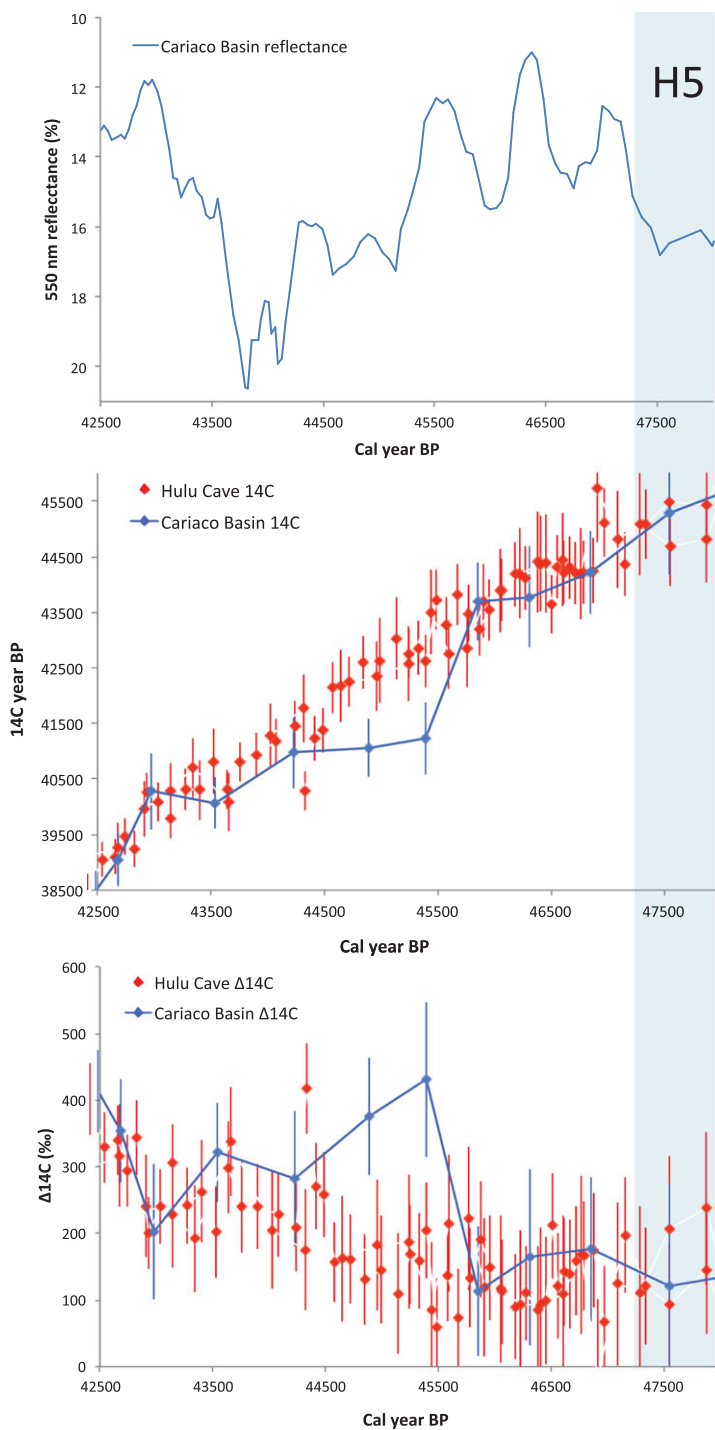 10
Cariaco Basin reflectance
H5
12
14
16
18
20
550 nm reflecctance (%)
42500 43500 44500 45500 46500 47500
Cal year BP
45500
Hulu Cave 14C
Cariaco Basin 14C
44500
43500
42500
41500
40500
39500
38500
14C year BP
42500 43500 44500 45500 46500 47500
Cal year BP
600
Hulu Cave Δ14C
Cariaco Basin Δ14C
500
400
300
200
100
0
Δ14C (‰)
42500 43500 44500 45500 46500 47500
Cal year BP